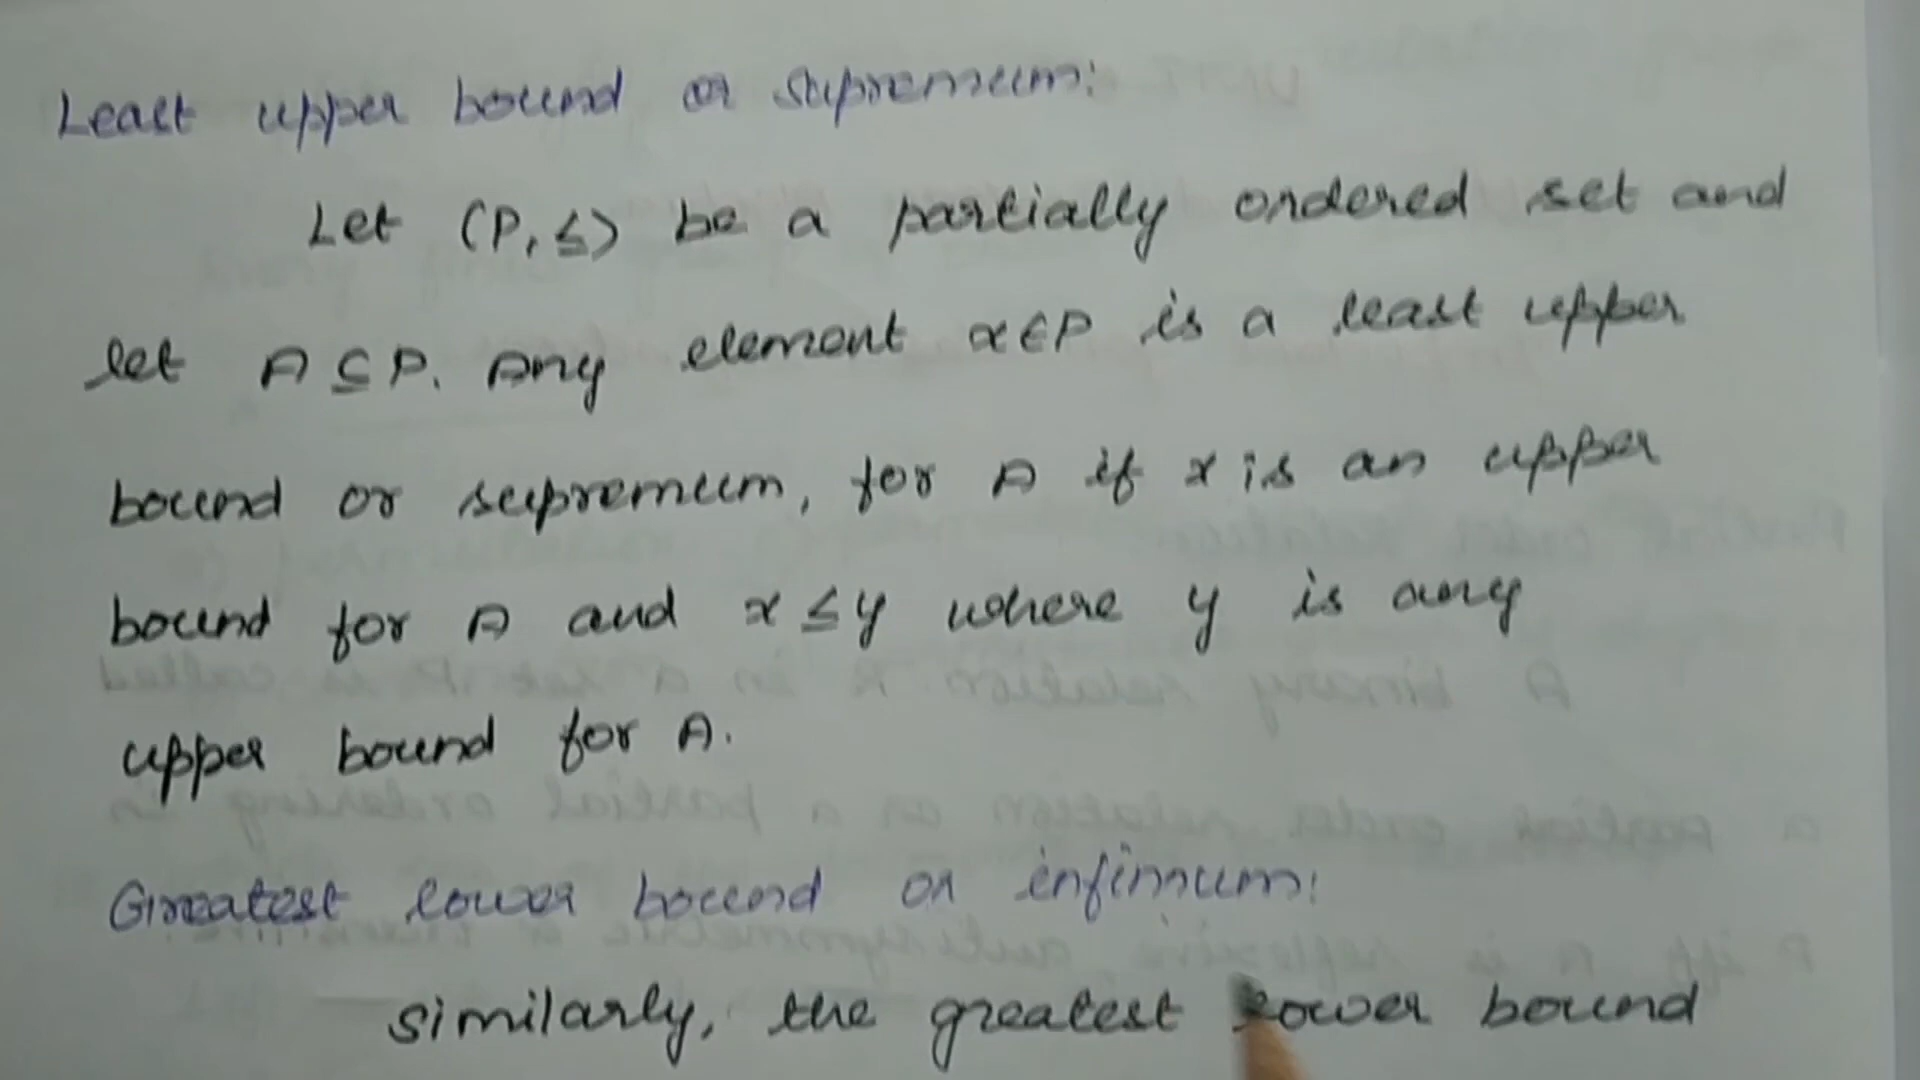 Least upper bound or Supremum:
Let (P, ≤) be a partially ordered set and
let A ⊆ P. Any element x ∈ P is a least upper
bound or supremum, for A if x is an upper
bound for A and x ≤ y where y is any
upper bound for A.
Greatest lower bound or infimum:
similarly, the greatest lower bound